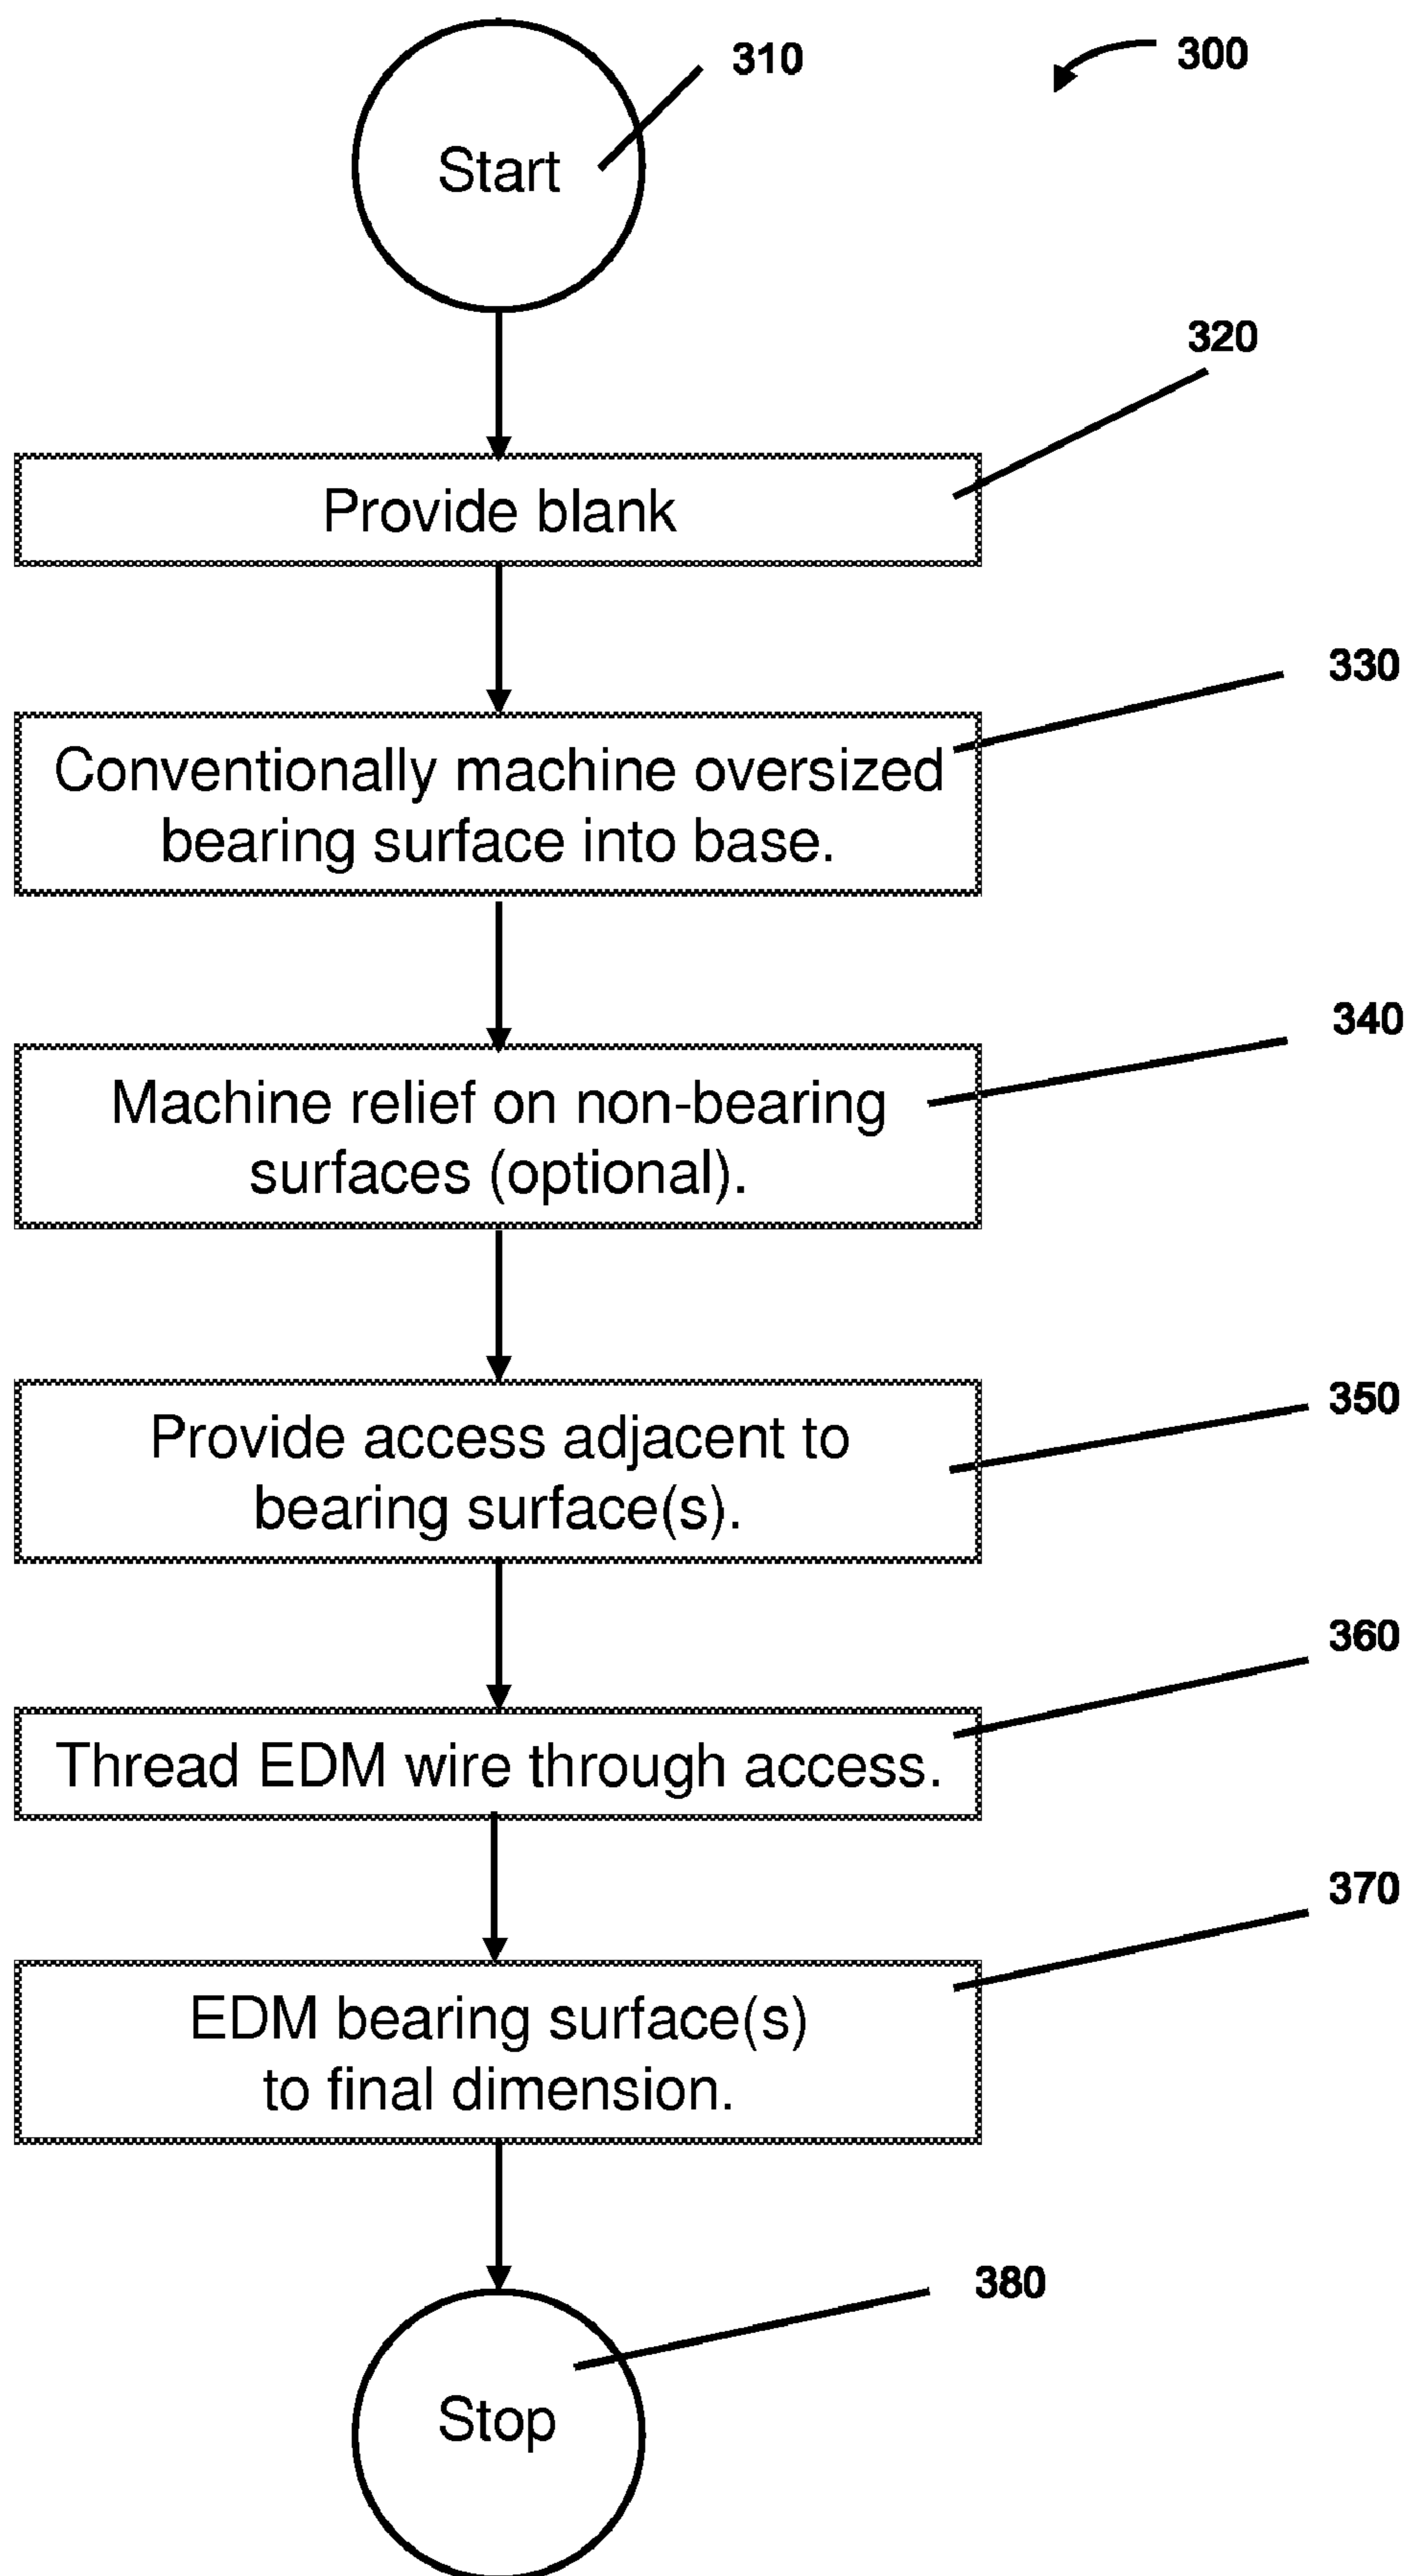 310
300
Start
320
Provide blank
330
Conventionally machine oversized
bearing surface into base.
340
Machine relief on non-bearing
surfaces (optional).
350
Provide access adjacent to
bearing surface(s).
360
Thread EDM wire through access.
370
EDM bearing surface(s)
to final dimension.
380
Stop